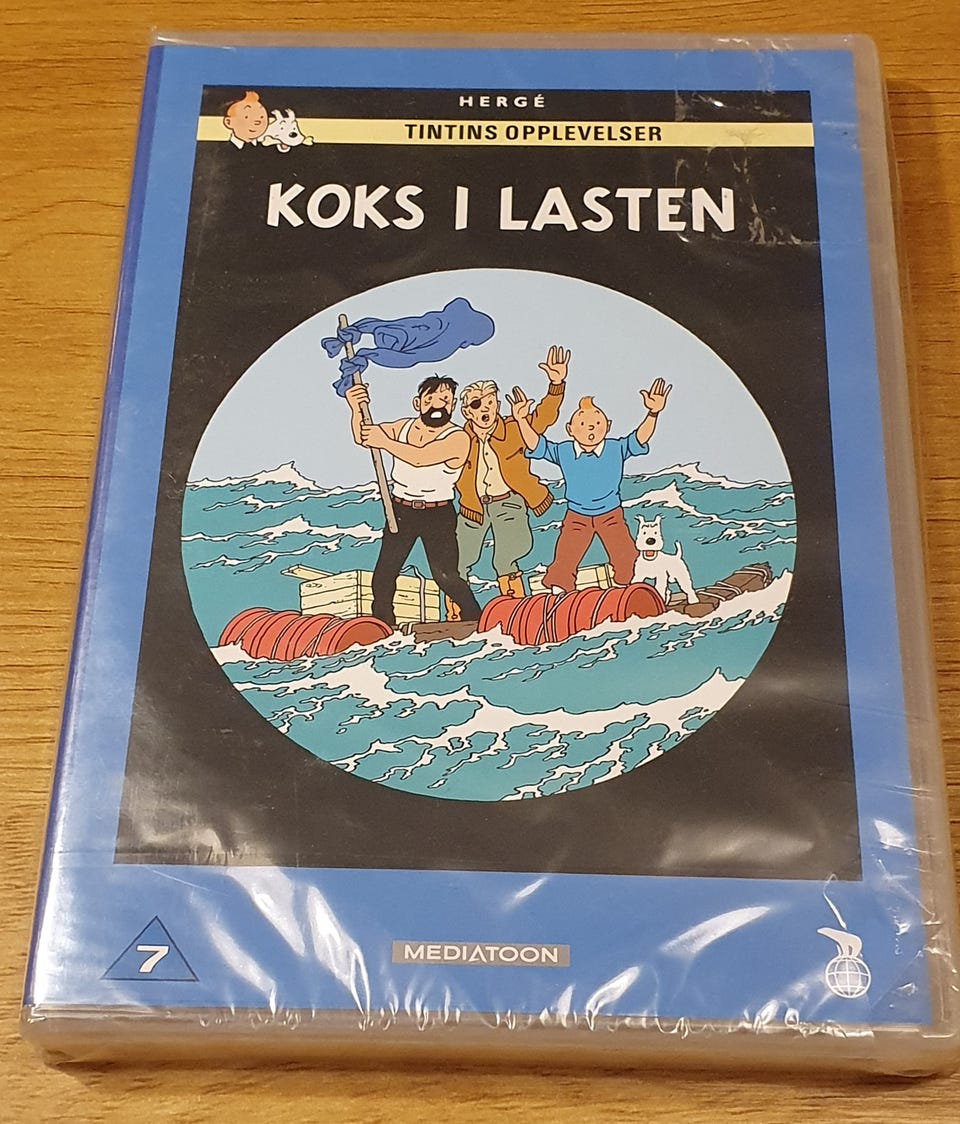 HERGÉ
TINTINS OPPLEVELSER
KOKS I LASTEN
7
MEDIATOON